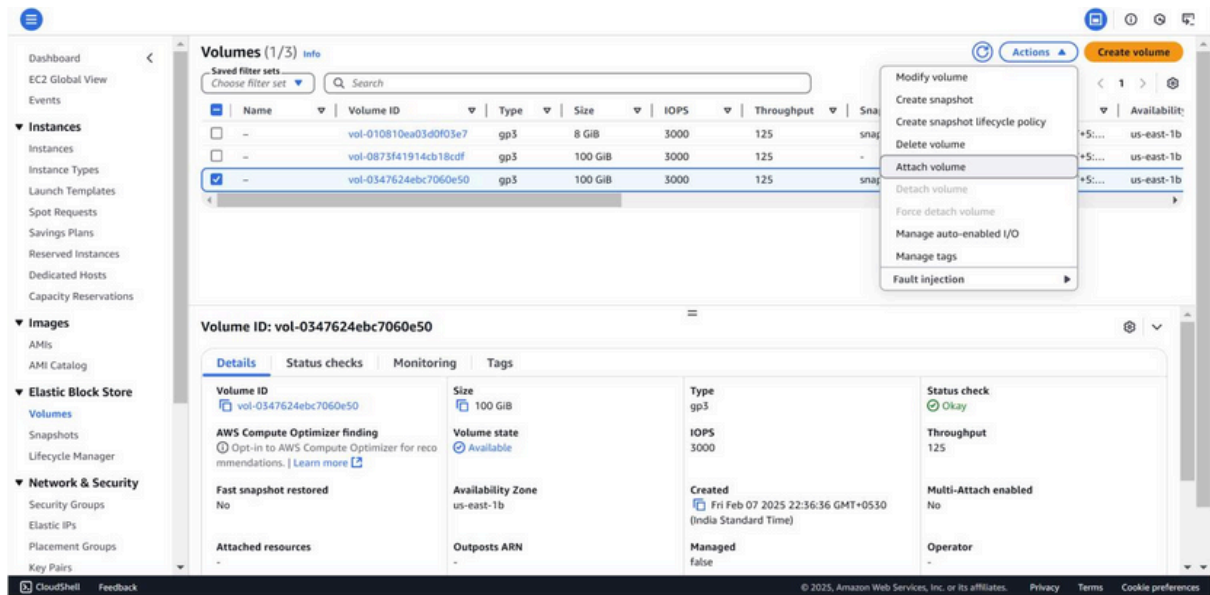 Dashboard
EC2 Global View
Events
Instances
Instances
Instance Types
Launch Templates
Spot Requests
Savings Plans
Reserved Instances
Dedicated Hosts
Capacity Reservations
Images
AMIs
AMI Catalog
Elastic Block Store
Volumes
Snapshots
Lifecycle Manager
Network & Security
Security Groups
Elastic IPs
Placement Groups
Key Pairs
Volumes (1/3) Info
Actions
Create volume
Saved filter sets
Choose filter set
Search
1
Name Volume ID Type Size IOPS Throughput Sna Availability
- vol-010810ea03d0f03e7 gp3 8 GiB 3000 125 snap +5:... us-east-1b
- vol-0873f41914cb18cdf gp3 100 GiB 3000 125 - +5:... us-east-1b
- vol-0347624ebc7060e50 gp3 100 GiB 3000 125 snap +5:... us-east-1b
Modify volume
Create snapshot
Create snapshot lifecycle policy
Delete volume
Attach volume
Detach volume
Force detach volume
Manage auto-enabled I/O
Manage tags
Fault injection
Volume ID: vol-0347624ebc7060e50
Details Status checks Monitoring Tags
Volume ID
vol-0347624ebc7060e50
Size
100 GiB
Type
gp3
Status check
Okay
AWS Compute Optimizer finding
Opt-in to AWS Compute Optimizer for reco
mmendations. | Learn more
Volume state
Available
IOPS
3000
Throughput
125
Fast snapshot restored
No
Availability Zone
us-east-1b
Created
Fri Feb 07 2025 22:36:36 GMT+0530
(India Standard Time)
Multi-Attach enabled
No
Attached resources
-
Outposts ARN
-
Managed
false
Operator
-
CloudShell Feedback © 2025, Amazon Web Services, Inc. or its affiliates. Privacy Terms Cookie preferences